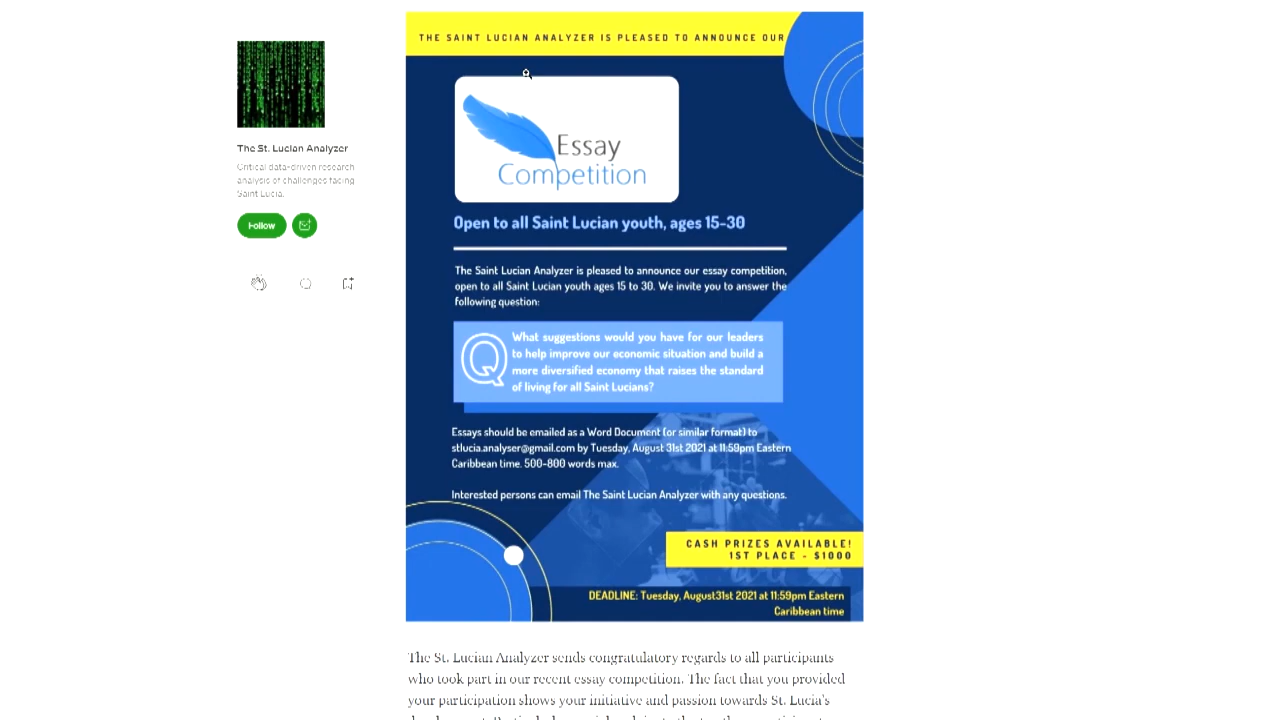 THE SAINT LUCIAN ANALYZER IS PLEASED TO ANNOUNCE OUR
Essay
Competition
Open to all Saint Lucian youth, ages 15-30
The Saint Lucian Analyzer is pleased to announce our essay competition,
open to all Saint Lucian youth ages 15 to 30. We invite you to answer the
following question:
Q
What suggestions would you have for our leaders
to help improve our economic situation and build a
more diversified economy that raises the standard
of living for all Saint Lucians?
Essays should be emailed as a Word Document (or similar format) to
stlucia.analyser@gmail.com by Tuesday, August 31st 2021 at 11:59pm Eastern
Caribbean time. 500-800 words max.
Interested persons can email The Saint Lucian Analyzer with any questions.
CASH PRIZES AVAILABLE!
1ST PLACE - $1000
DEADLINE: Tuesday, August31st 2021 at 11:59pm Eastern
Caribbean time
The St. Lucian Analyzer
Critical data-driven research
analysis of challenges facing
Saint Lucia.
Follow
The St. Lucian Analyzer sends congratulatory regards to all participants
who took part in our recent essay competition. The fact that you provided
your participation shows your initiative and passion towards St. Lucia's